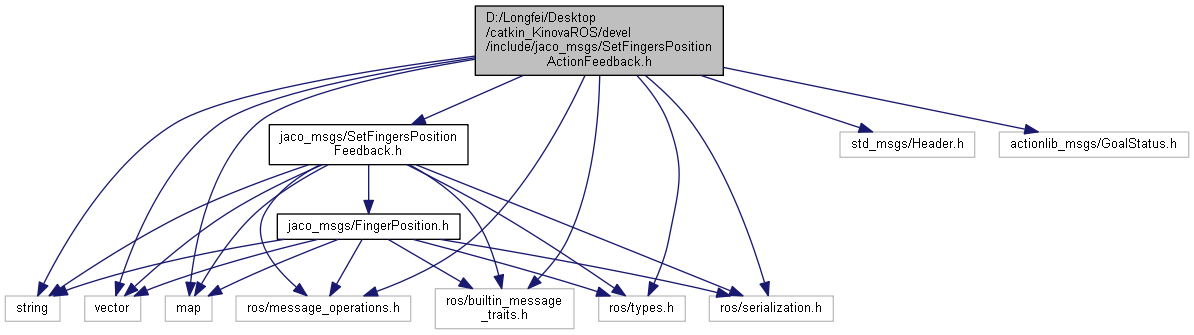 D:/Longfei/Desktop
/catkin_KinovaROS/devel
/include/jaco_msgs/SetFingersPosition
ActionFeedback.h
jaco_msgs/SetFingersPosition
Feedback.h
std_msgs/Header.h
actionlib_msgs/GoalStatus.h
jaco_msgs/FingerPosition.h
string
vector
map
ros/message_operations.h
ros/builtin_message
_traits.h
ros/types.h
ros/serialization.h